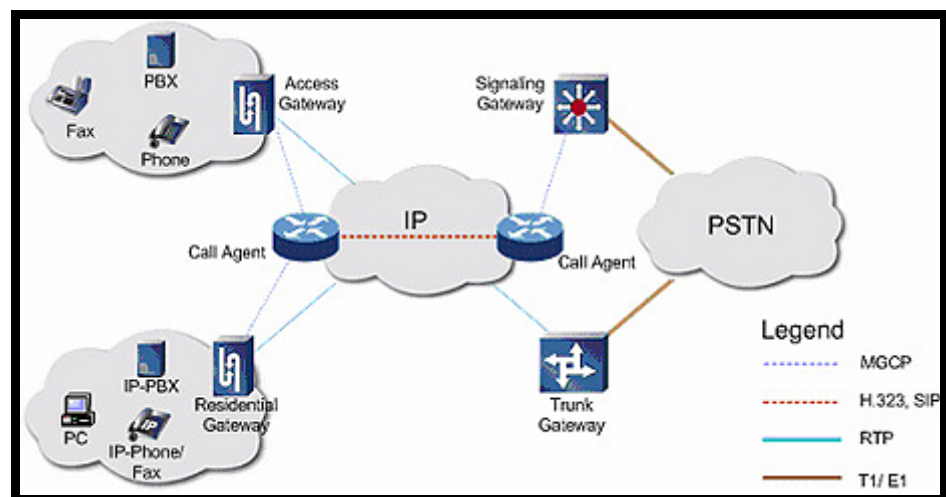 PBX
Fax
Phone
Access
Gateway
Signaling
Gateway
IP
PSTN
Call Agent
Call Agent
IP-PBX
PC
IP
IP-Phone/
Fax
Residential
Gateway
Trunk
Gateway
Legend
MGCP
H.323, SIP
RTP
T1/ E1